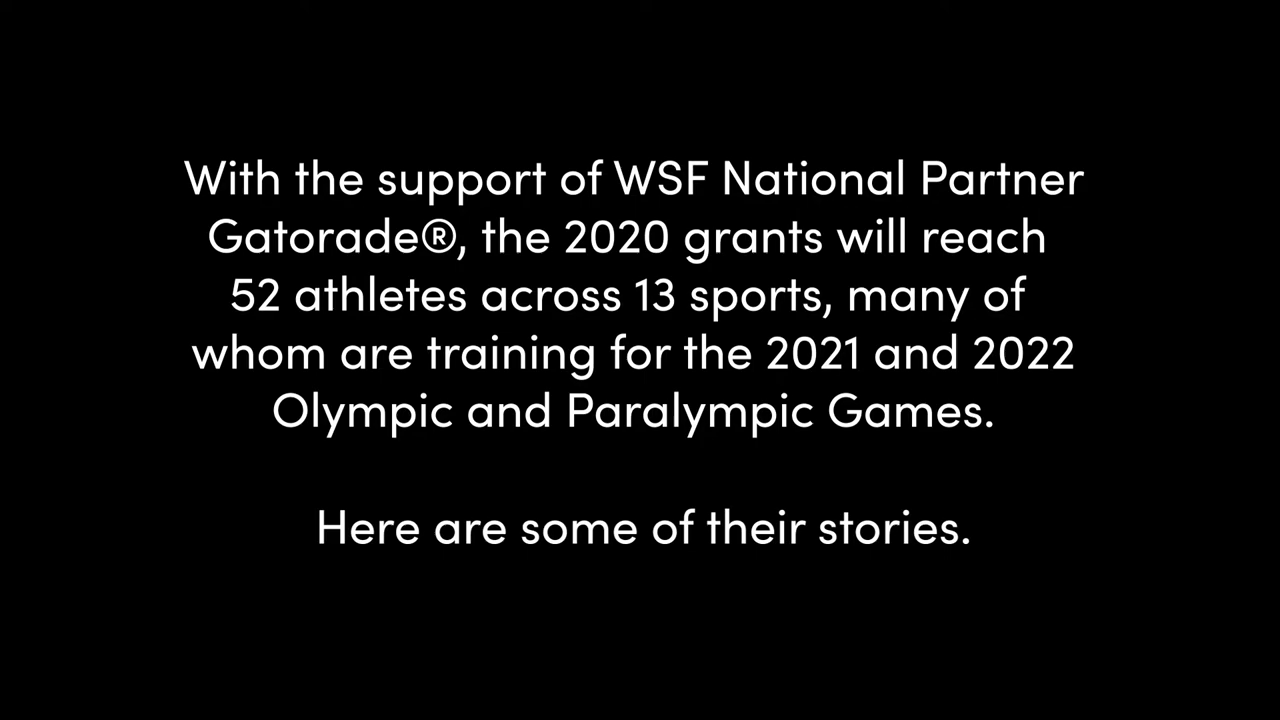 With the support of WSF National Partner
Gatorade®, the 2020 grants will reach
52 athletes across 13 sports, many of
whom are training for the 2021 and 2022
Olympic and Paralympic Games.
Here are some of their stories.